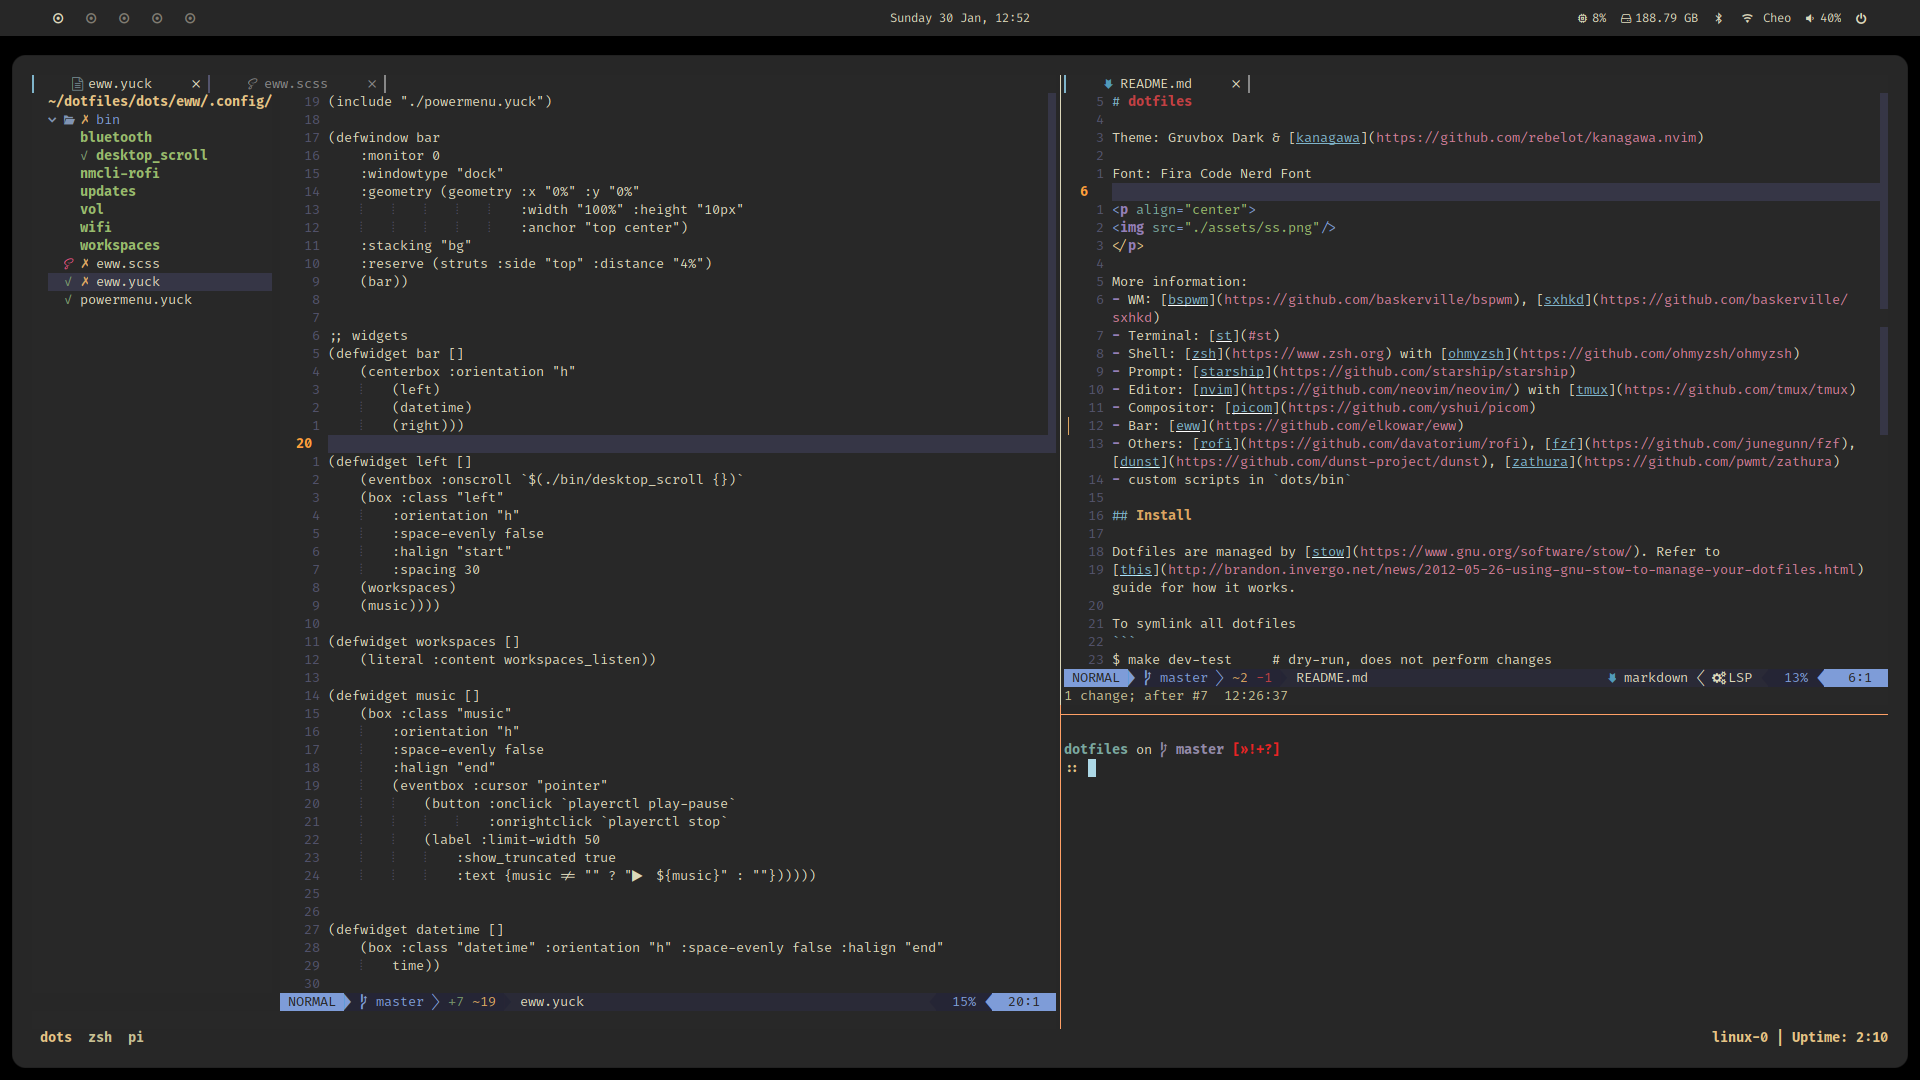 Sunday 30 Jan, 12:52
8% 188.79 GB Cheo 40%
eww.yuck × eww.scss ×
~/dotfiles/dots/eww/.config/
✗ bin
bluetooth
√ desktop_scroll
nmcli-rofi
updates
vol
wifi
workspaces
✗ eww.scss
√ ✗ eww.yuck
√ powermenu.yuck
19 (include "./powermenu.yuck")
18
17 (defwindow bar
16     :monitor 0
15     :windowtype "dock"
14     :geometry (geometry :x "0%" :y "0%"
13                         :width "100%" :height "10px"
12                         :anchor "top center")
11     :stacking "bg"
10     :reserve (struts :side "top" :distance "4%")
9     (bar))
8
7
6 ;; widgets
5 (defwidget bar []
4     (centerbox :orientation "h"
3         (left)
2         (datetime)
1         (right)))
20
1 (defwidget left []
2     (eventbox :onscroll `$(./bin/desktop_scroll {})`
3     (box :class "left"
4         :orientation "h"
5         :space-evenly false
6         :halign "start"
7         :spacing 30
8     (workspaces)
9     (music))))
10
11 (defwidget workspaces []
12     (literal :content workspaces_listen))
13
14 (defwidget music []
15     (box :class "music"
16         :orientation "h"
17         :space-evenly false
18         :halign "end"
19         (eventbox :cursor "pointer"
20             (button :onclick `playerctl play-pause`
21                     :onrightclick `playerctl stop`
22             (label :limit-width 50
23                 :show_truncated true
24                 :text {music != "" ? "▶ ${music}" : ""}))))))
25
26
27 (defwidget datetime []
28     (box :class "datetime" :orientation "h" :space-evenly false :halign "end"
29         time))
30
NORMAL master +7 ~19 eww.yuck 15% 20:1
README.md ×
5 # dotfiles
4
3 Theme: Gruvbox Dark & [kanagawa](https://github.com/rebelot/kanagawa.nvim)
2
1 Font: Fira Code Nerd Font
6
1 <p align="center">
2 <img src="./assets/ss.png"/>
3 </p>
4
5 More information:
6 - WM: [bspwm](https://github.com/baskerville/bspwm), [sxhkd](https://github.com/baskerville/
sxhkd)
7 - Terminal: [st](#st)
8 - Shell: [zsh](https://www.zsh.org) with [ohmyzsh](https://github.com/ohmyzsh/ohmyzsh)
9 - Prompt: [starship](https://github.com/starship/starship)
10 - Editor: [nvim](https://github.com/neovim/neovim/) with [tmux](https://github.com/tmux/tmux)
11 - Compositor: [picom](https://github.com/yshui/picom)
12 - Bar: [eww](https://github.com/elkowar/eww)
13 - Others: [rofi](https://github.com/davatorium/rofi), [fzf](https://github.com/junegunn/fzf),
[dunst](https://github.com/dunst-project/dunst), [zathura](https://github.com/pwmt/zathura)
14 - custom scripts in `dots/bin`
15
16 ## Install
17
18 Dotfiles are managed by [stow](https://www.gnu.org/software/stow/). Refer to
19 [this](http://brandon.invergo.net/news/2012-05-26-using-gnu-stow-to-manage-your-dotfiles.html)
guide for how it works.
20
21 To symlink all dotfiles
22 ```
23 $ make dev-test     # dry-run, does not perform changes
NORMAL master ~2 -1 README.md markdown LSP 13% 6:1
1 change; after #7  12:26:37
dotfiles on master [»!+?]
::
dots zsh pi
linux-0 | Uptime: 2:10